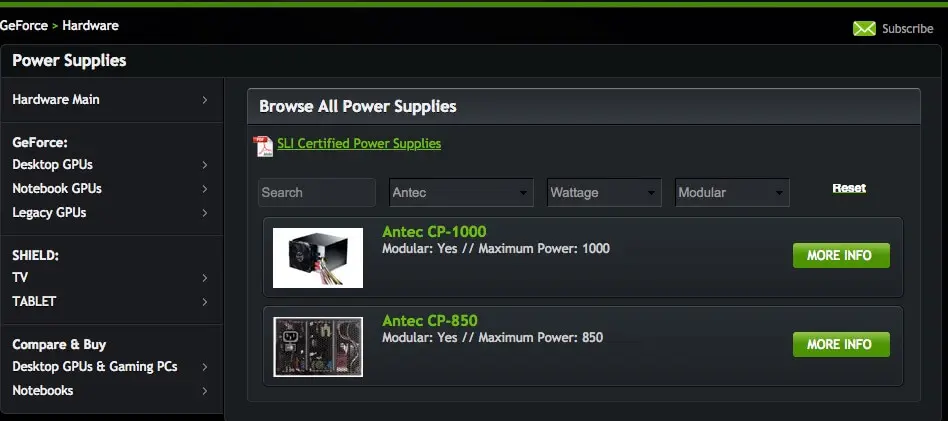 GeForce > Hardware
Subscribe
Power Supplies
Hardware Main
GeForce:
Desktop GPUs
Notebook GPUs
Legacy GPUs
SHIELD:
TV
TABLET
Compare & Buy
Desktop GPUs & Gaming PCs
Notebooks
Browse All Power Supplies
SLI Certified Power Supplies
Search Antec Wattage Modular Reset
Antec CP-1000
Modular: Yes // Maximum Power: 1000
MORE INFO
Antec CP-850
Modular: Yes // Maximum Power: 850
MORE INFO